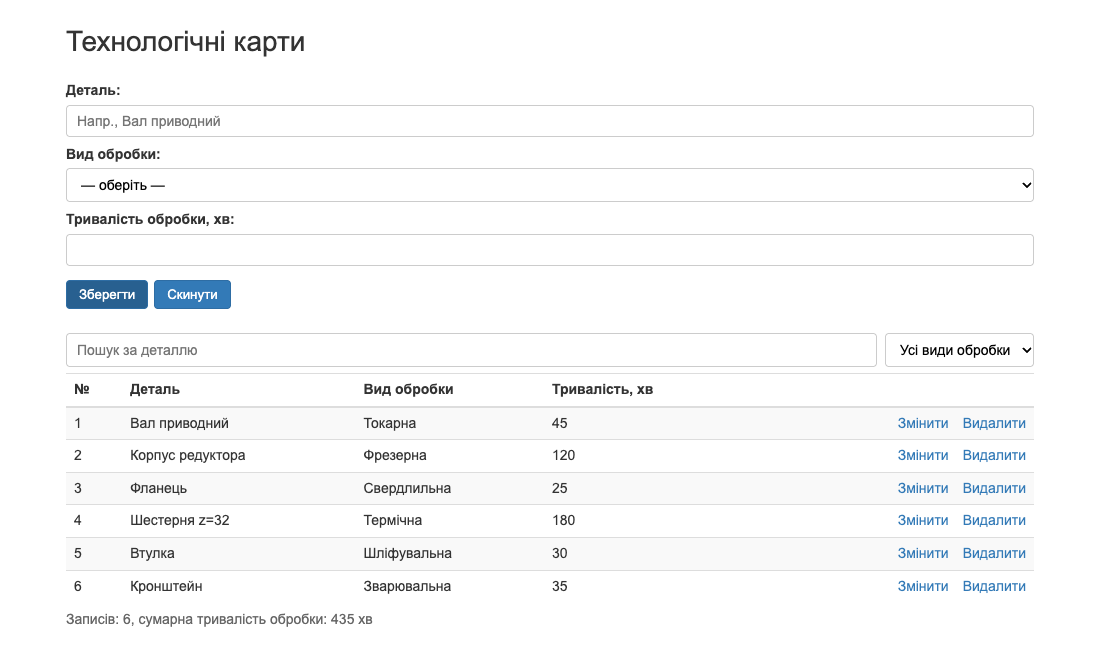 Технологічні карти
Деталь:
Напр., Вал приводний
Вид обробки:
— оберіть —
Тривалість обробки, хв:
Зберегти Скинути
Пошук за деталлю Усі види обробки
№ Деталь Вид обробки Тривалість, хв
1 Вал приводний Токарна 45 Змінити Видалити
2 Корпус редуктора Фрезерна 120 Змінити Видалити
3 Фланець Свердлильна 25 Змінити Видалити
4 Шестерня z=32 Термічна 180 Змінити Видалити
5 Втулка Шліфувальна 30 Змінити Видалити
6 Кронштейн Зварювальна 35 Змінити Видалити
Записів: 6, сумарна тривалість обробки: 435 хв